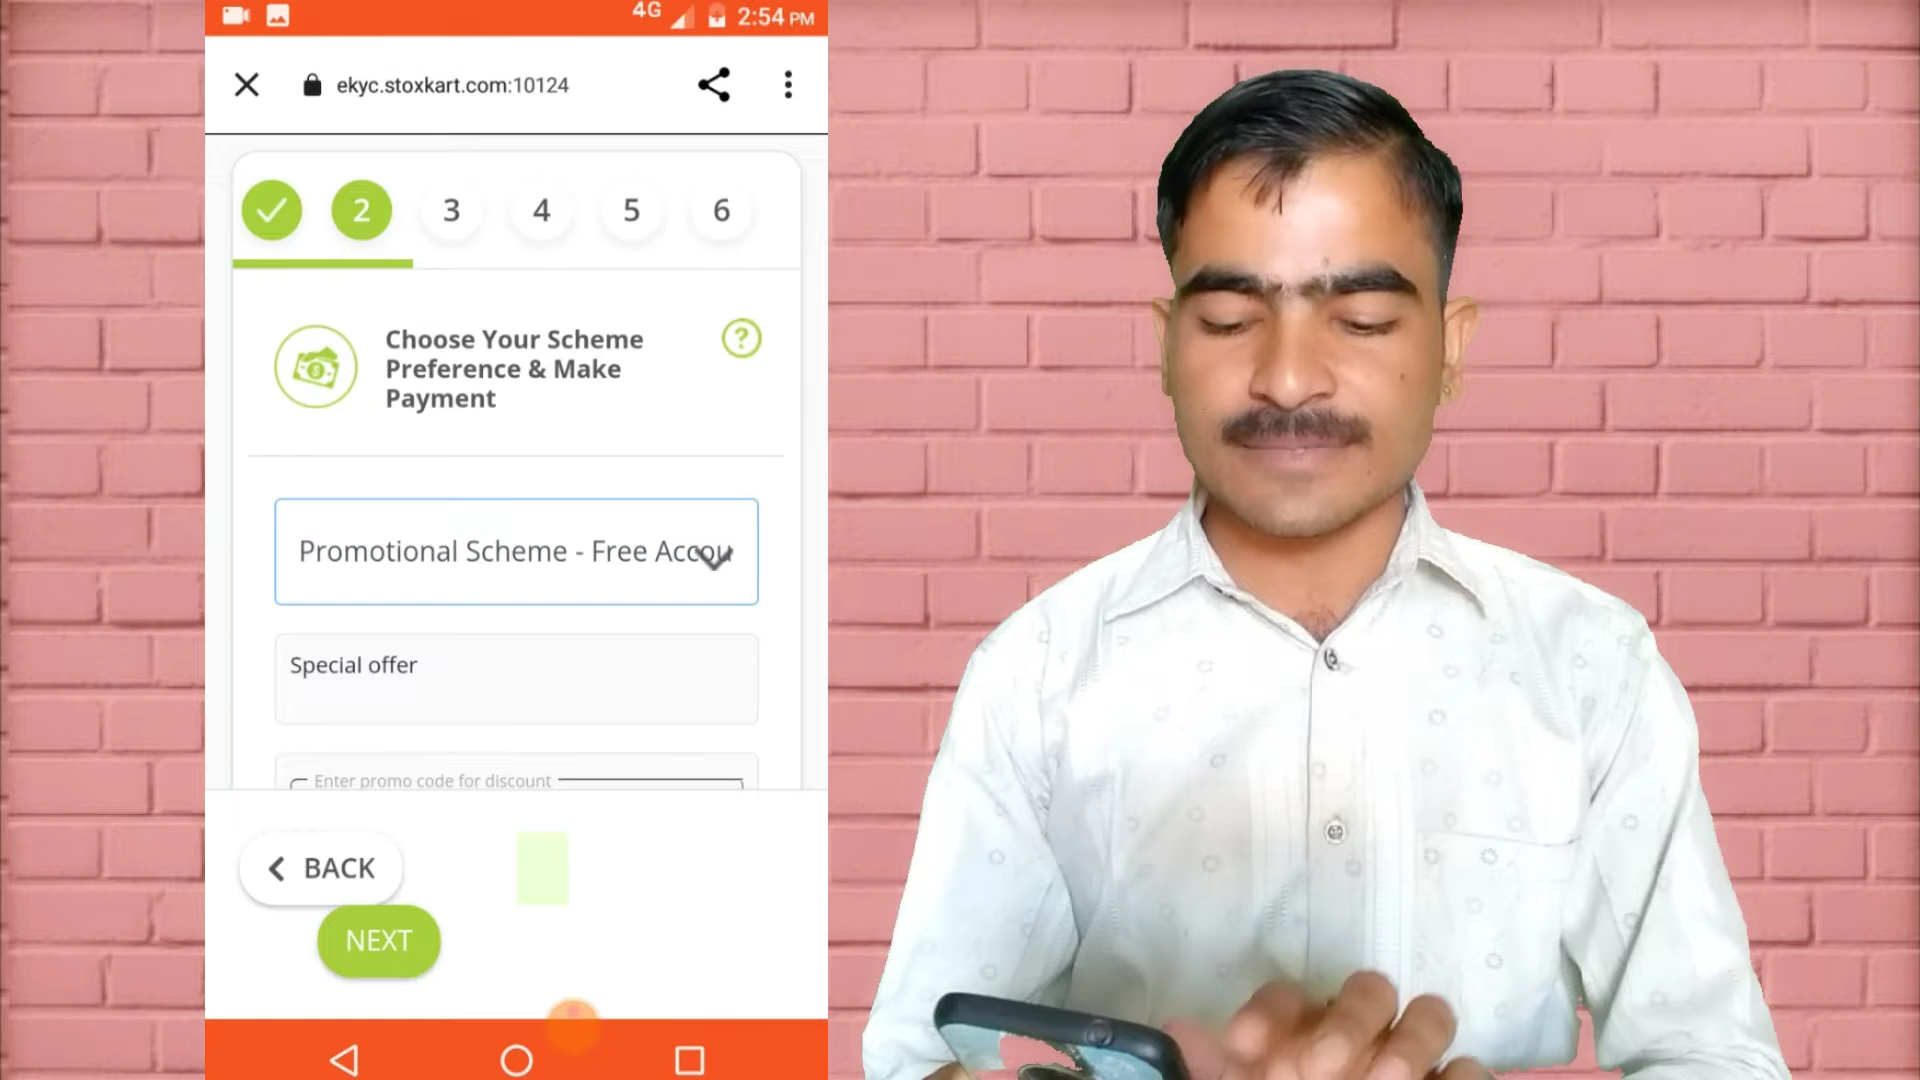 4G 2:54 PM
ekyc.stoxkart.com:10124
2 3 4 5 6
Choose Your Scheme
Preference & Make
Payment
?
Promotional Scheme - Free Accou
Special offer
Enter promo code for discount
BACK
NEXT